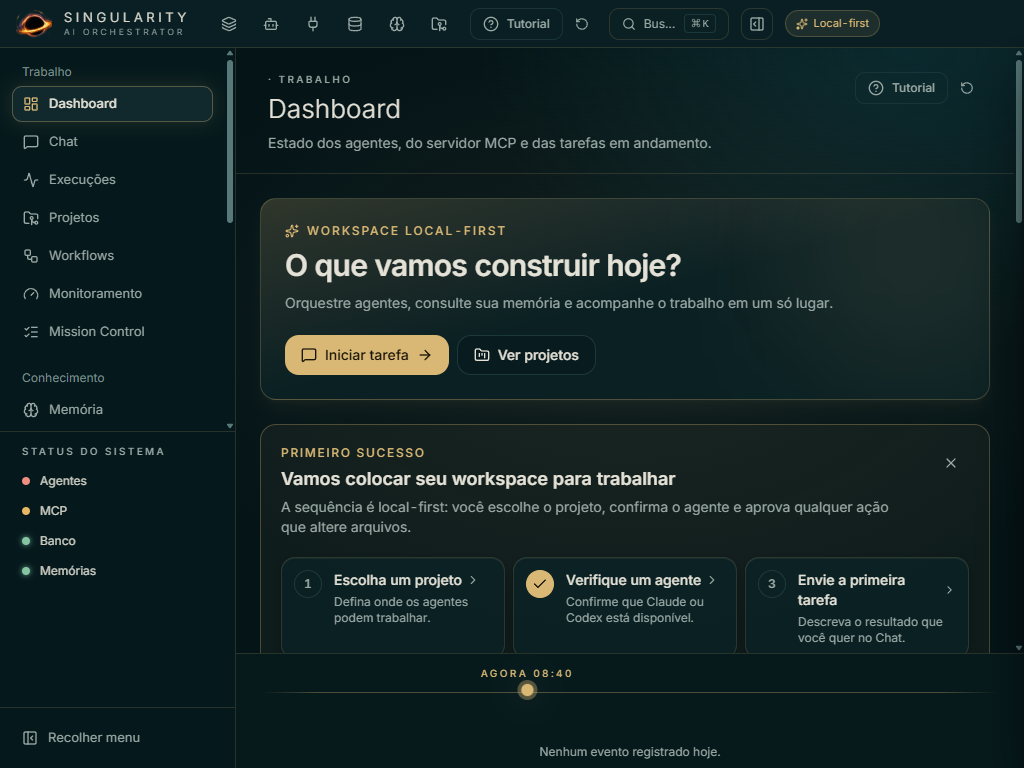 SINGULARITY
AI ORCHESTRATOR
Tutorial
Bus...
⌘K
Local-first
Trabalho
Dashboard
Chat
Execuções
Projetos
Workflows
Monitoramento
Mission Control
Conhecimento
Memória
STATUS DO SISTEMA
Agentes
MCP
Banco
Memórias
Recolher menu
· TRABALHO
Dashboard
Estado dos agentes, do servidor MCP e das tarefas em andamento.
Tutorial
WORKSPACE LOCAL-FIRST
O que vamos construir hoje?
Orquestre agentes, consulte sua memória e acompanhe o trabalho em um só lugar.
Iniciar tarefa
Ver projetos
PRIMEIRO SUCESSO
Vamos colocar seu workspace para trabalhar
A sequência é local-first: você escolhe o projeto, confirma o agente e aprova qualquer ação
que altere arquivos.
1
Escolha um projeto
Defina onde os agentes
podem trabalhar.
Verifique um agente
Confirme que Claude ou
Codex está disponível.
3
Envie a primeira
tarefa
Descreva o resultado que
você quer no Chat.
AGORA 08:40
Nenhum evento registrado hoje.